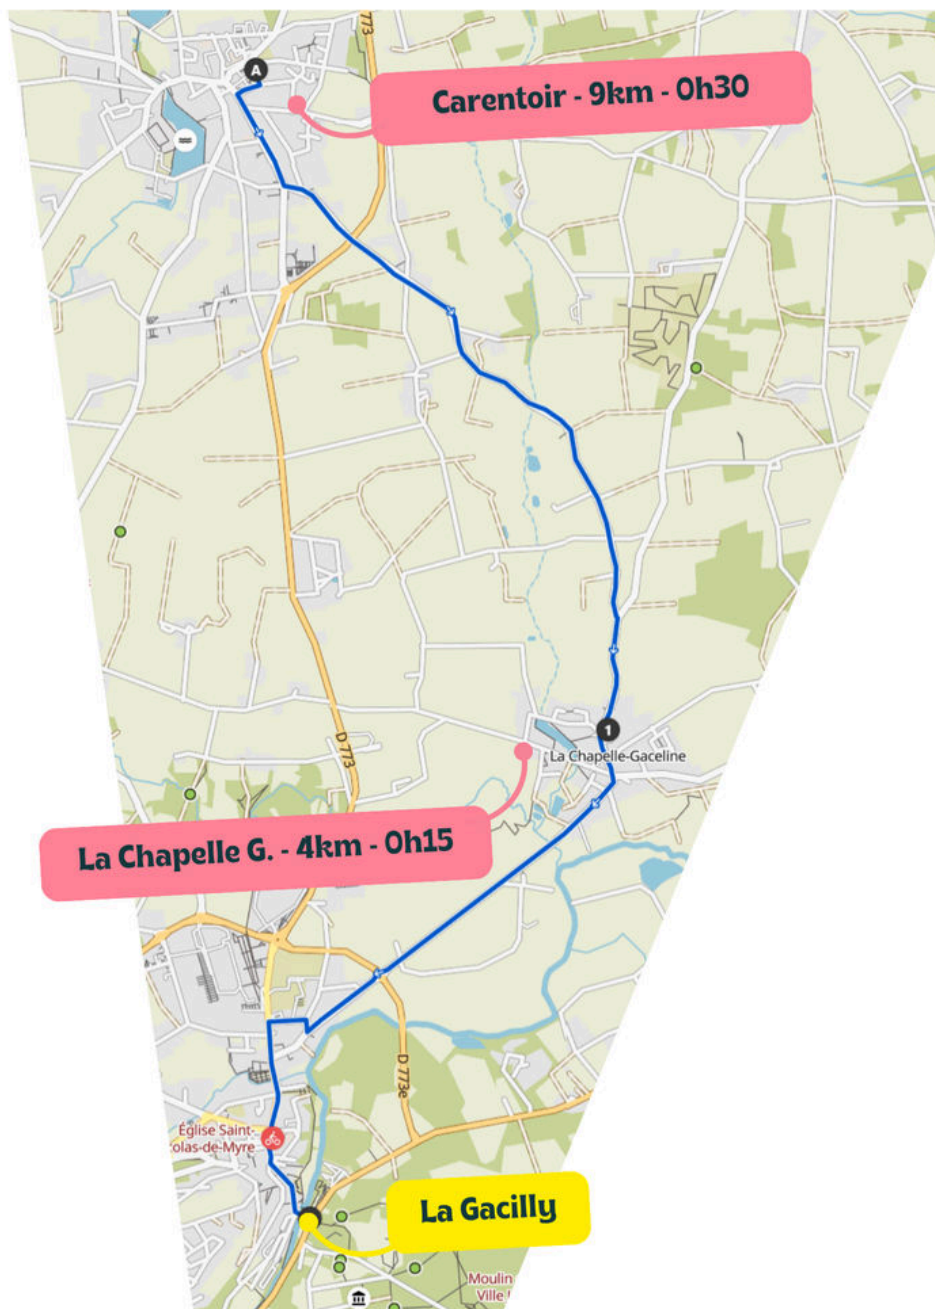 773
A
Carentoir - 9km - 0h30
D 773
1
La Chapelle-Gaceline
La Chapelle G. - 4km - 0h15
D 773e
Église Saint-
olas-de-Myre
La Gacilly
Moulin
Ville